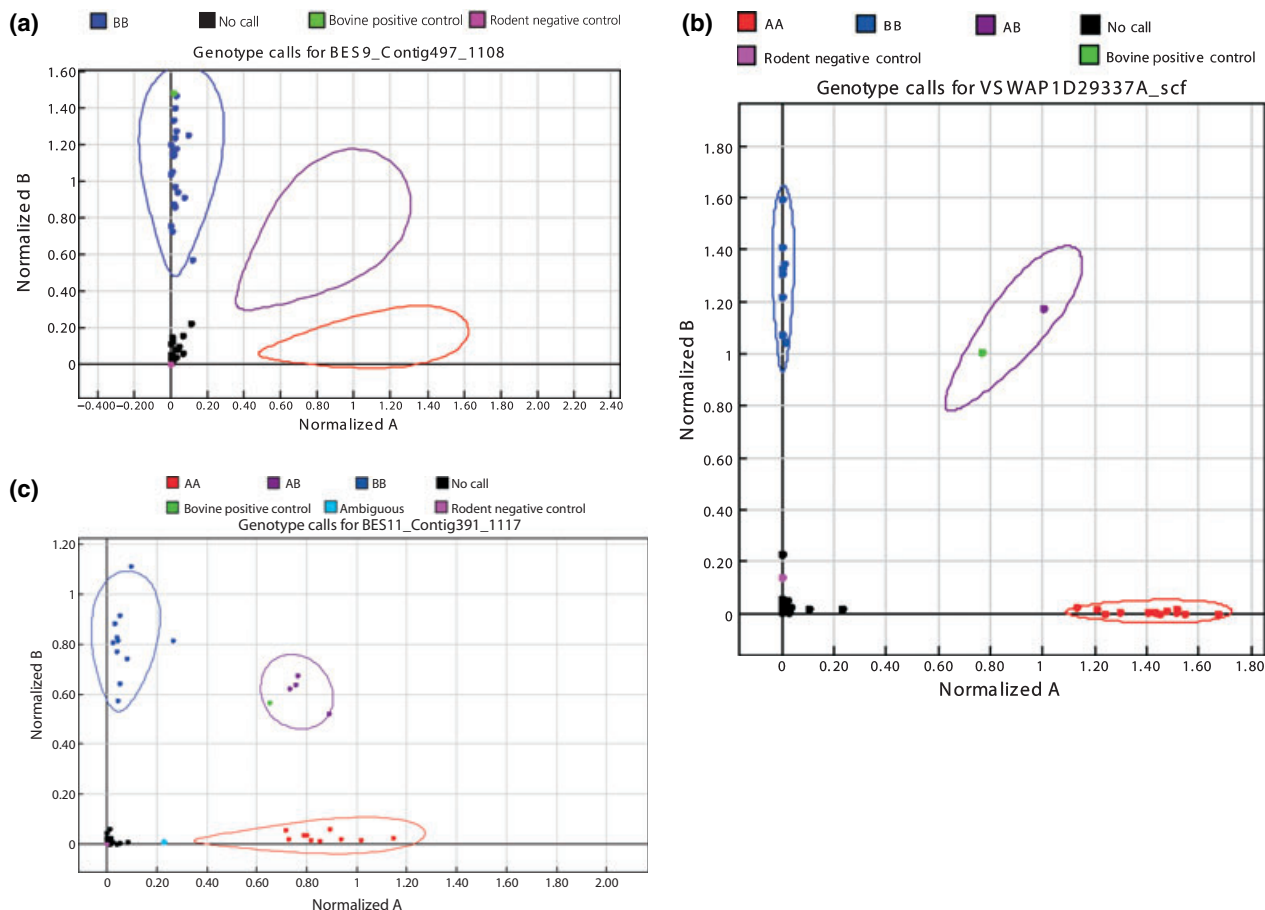 (a)
BB No call Bovine positive control Rodent negative control
Genotype calls for BES9_Contig497_1108
1.60
1.40
1.20
1
0.80
0.60
0.40
0.20
0
Normalized B
−0.400 −0.200 0 0.20 0.40 0.60 0.80 1.00 1.20 1.40 1.60 1.80 2.00 2.20 2.40
Normalized A
(b)
AA BB AB No call
Rodent negative control Bovine positive control
Genotype calls for VSWAP1D29337A_scf
1.80
1.60
1.40
1.20
1
0.80
0.60
0.40
0.20
0
Normalized B
0 0.20 0.40 0.60 0.80 1 1.20 1.40 1.60 1.80
Normalized A
(c)
AA AB BB No call
Bovine positive control Ambiguous Rodent negative control
Genotype calls for BES11_Contig391_1117
1.20
1
0.80
0.60
0.40
0.20
0
Normalized B
0 0.20 0.40 0.60 0.80 1.00 1.20 1.40 1.60 1.80 2.00
Normalized A